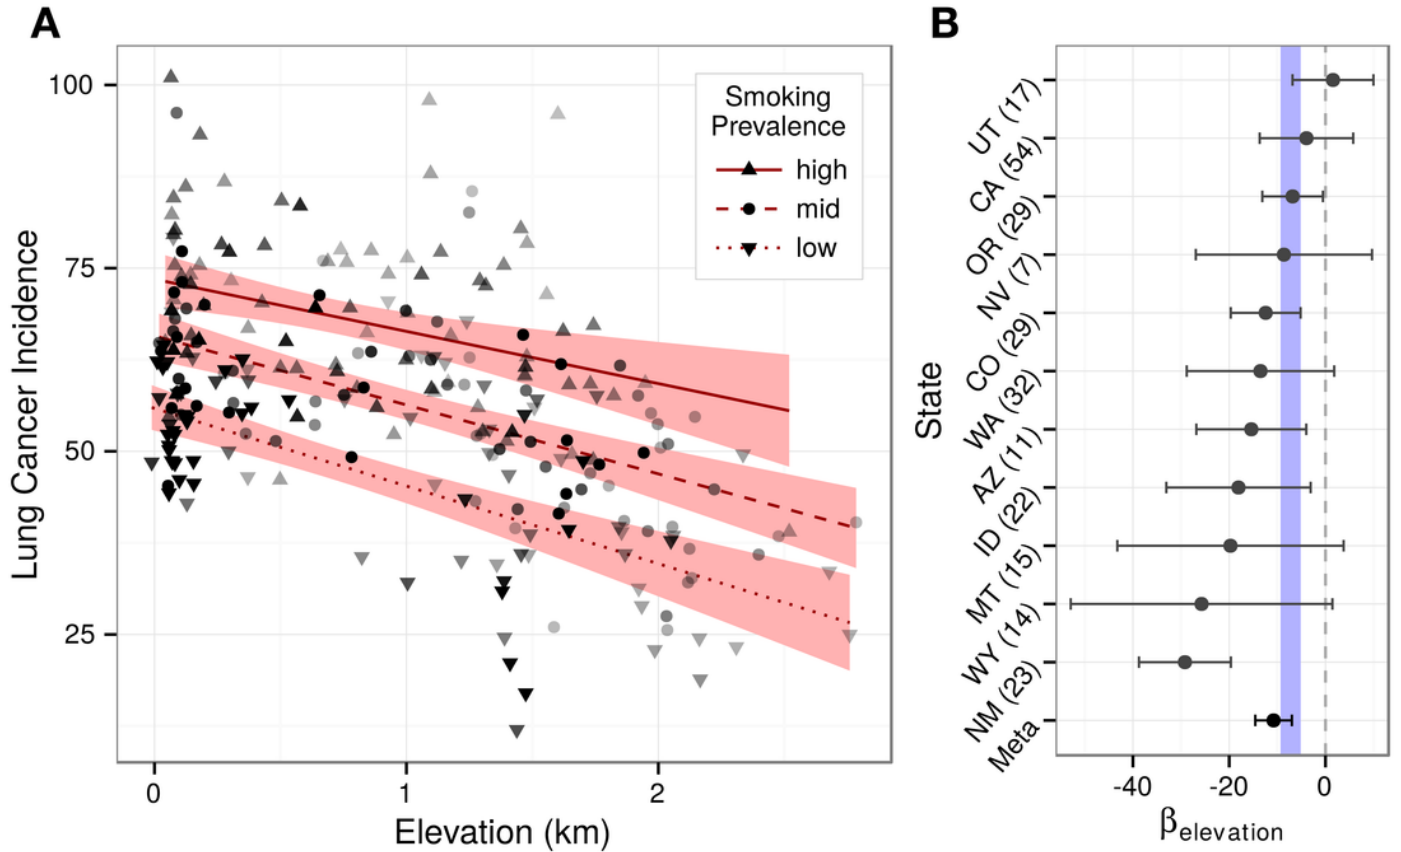 A
Lung Cancer Incidence
100
75
50
25
0
1
2
Elevation (km)
Smoking
Prevalence
high
mid
low
B
State
UT (17)
CA (54)
OR (29)
NV (7)
CO (29)
WA (32)
AZ (11)
ID (22)
MT (15)
WY (14)
NM (23)
Meta
-40
-20
0
βelevation